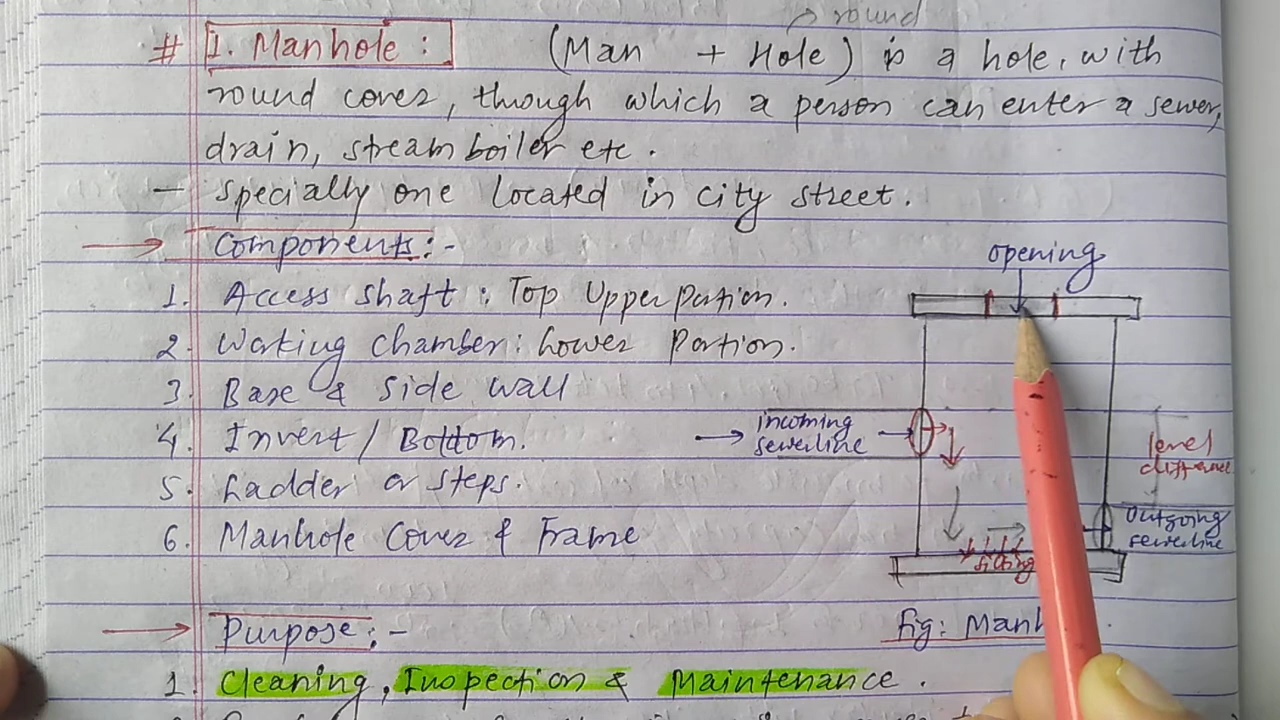 round
# 1. Manhole : (Man + Hole) is a hole, with
round cover, through which a person can enter a sewer,
drain, stream boiler etc.
- Specially one located in city street.
→ Components :-
1. Access shaft : Top Upper Portion.
2. Working Chamber : Lower Portion.
3. Base & Side Wall
4. Invert / Bottom.
5. Ladder or steps.
6. Manhole Cover & Frame
opening
→ incoming
sewerline
level
Outgoing
sewerline
Fig: Manh
→ Purpose :-
1. Cleaning, Inspection & Maintenance.